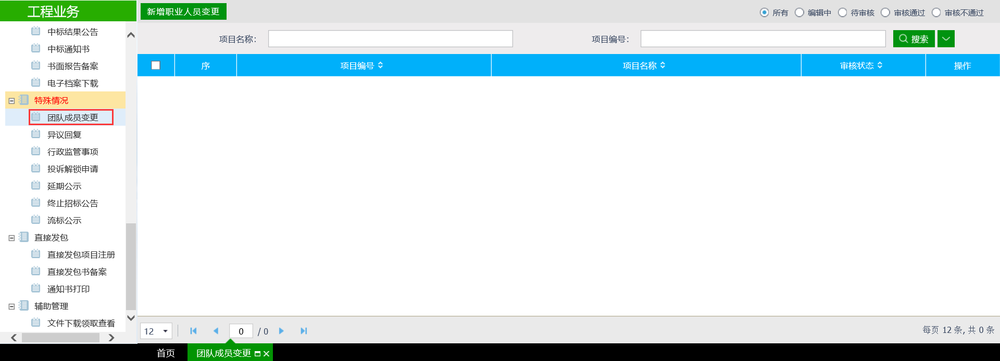 工程业务
中标结果公告
中标通知书
书面报告备案
电子档案下载
特殊情况
团队成员变更
异议回复
行政监管事项
投诉解锁申请
延期公示
终止招标公告
流标公示
直接发包
直接发包项目注册
直接发包书备案
通知书打印
辅助管理
文件下载领取查看
新增职业人员变更
所有 编辑中 待审核 审核通过 审核不通过
项目名称： 项目编号： 搜索
序 项目编号 项目名称 审核状态 操作
12 0 / 0 每页 12 条, 共 0 条
首页 团队成员变更